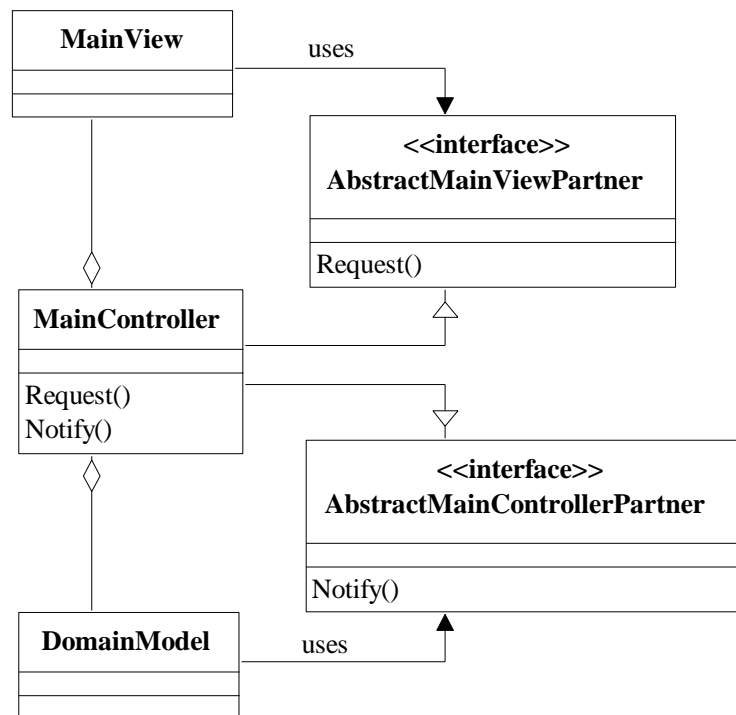 MainView
uses
<<interface>>
AbstractMainViewPartner
Request()
MainController
Request()
Notify()
<<interface>>
AbstractMainControllerPartner
Notify()
DomainModel
uses